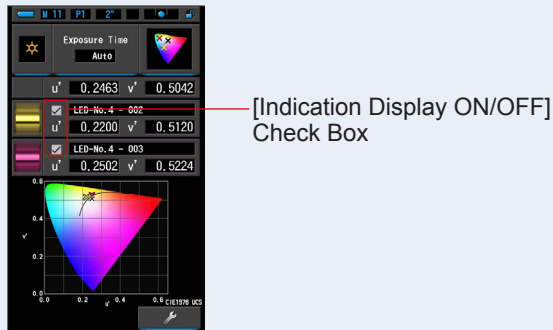 M 11 P1 2°
Exposure Time
Auto
u' 0.2463 v' 0.5042
LED-No.4 - 002
u' 0.2200 v' 0.5120
LED-No.4 - 003
u' 0.2502 v' 0.5224
[Indication Display ON/OFF]
Check Box
0.6
0.4
v'
0.2
0.0
0.0 0.2 u' 0.4 0.6 CIE1976 UCS